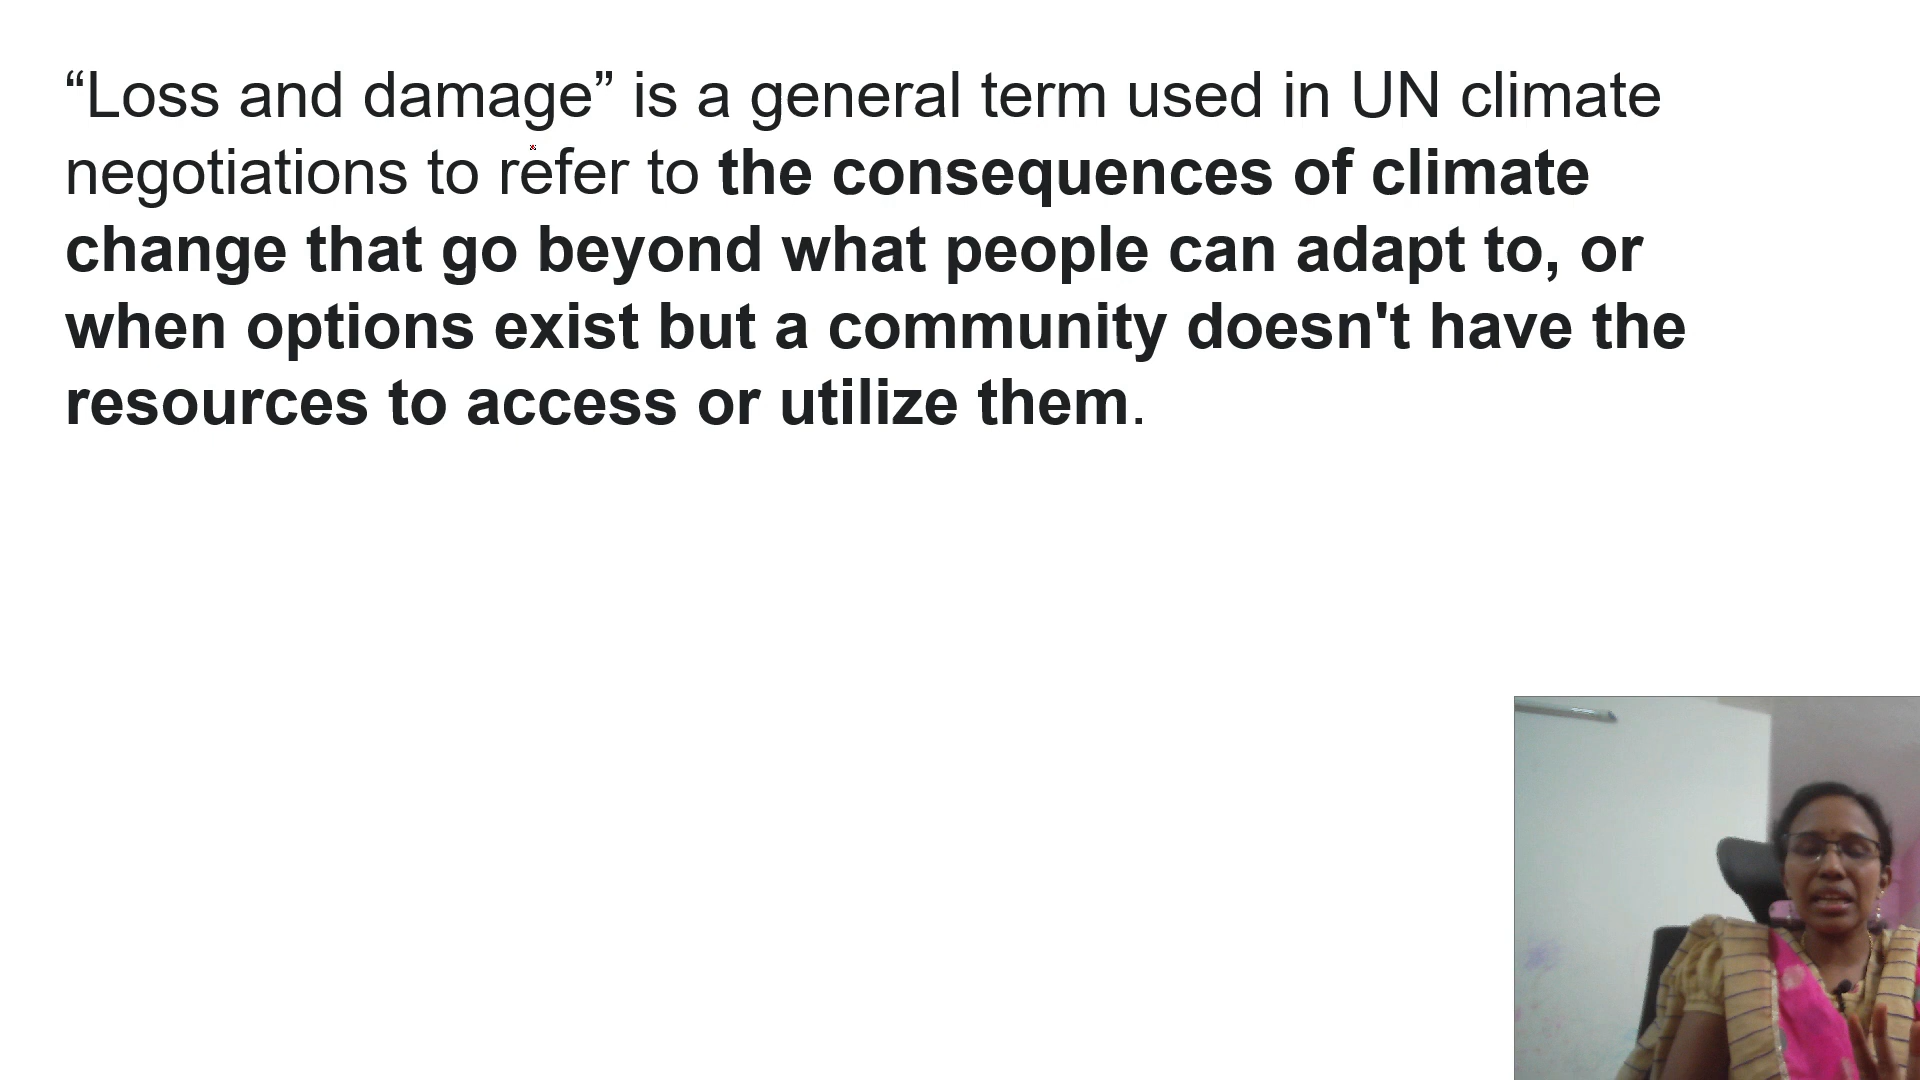 “Loss and damage” is a general term used in UN climate
negotiations to refer to the consequences of climate
change that go beyond what people can adapt to, or
when options exist but a community doesn't have the
resources to access or utilize them.